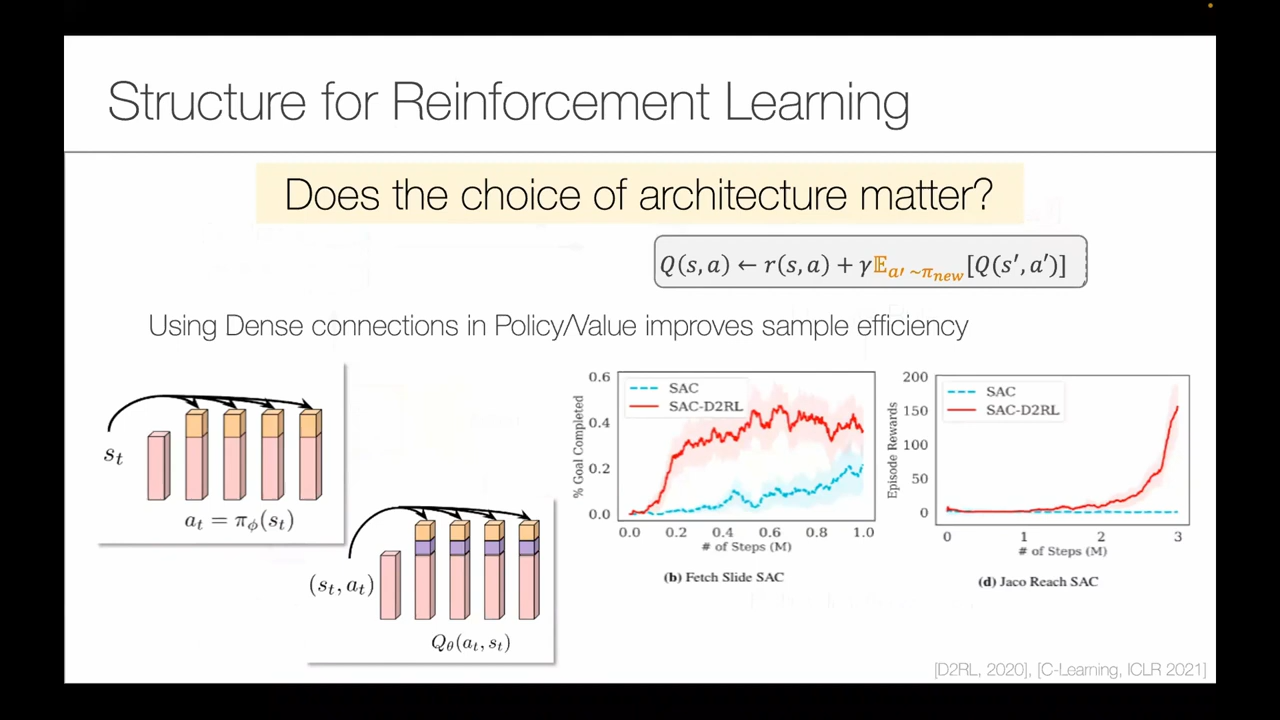 Structure for Reinforcement Learning
Does the choice of architecture matter?
Q(s, a) ← r(s, a) + γ𝔼_{a′ ~π_{new}} [Q(s′, a′)]
Using Dense connections in Policy/Value improves sample efficiency
s_t
a_t = π_ϕ(s_t)
(s_t, a_t)
Q_θ(a_t, s_t)
% Goal Completed
0.6
0.4
0.2
0.0
SAC
SAC-D2RL
0.0 0.2 0.4 0.6 0.8 1.0
# of Steps (M)
(b) Fetch Slide SAC
Episode Rewards
200
150
100
50
0
SAC
SAC-D2RL
0 1 2 3
# of Steps (M)
(d) Jaco Reach SAC
[D2RL, 2020], [C-Learning, ICLR 2021]